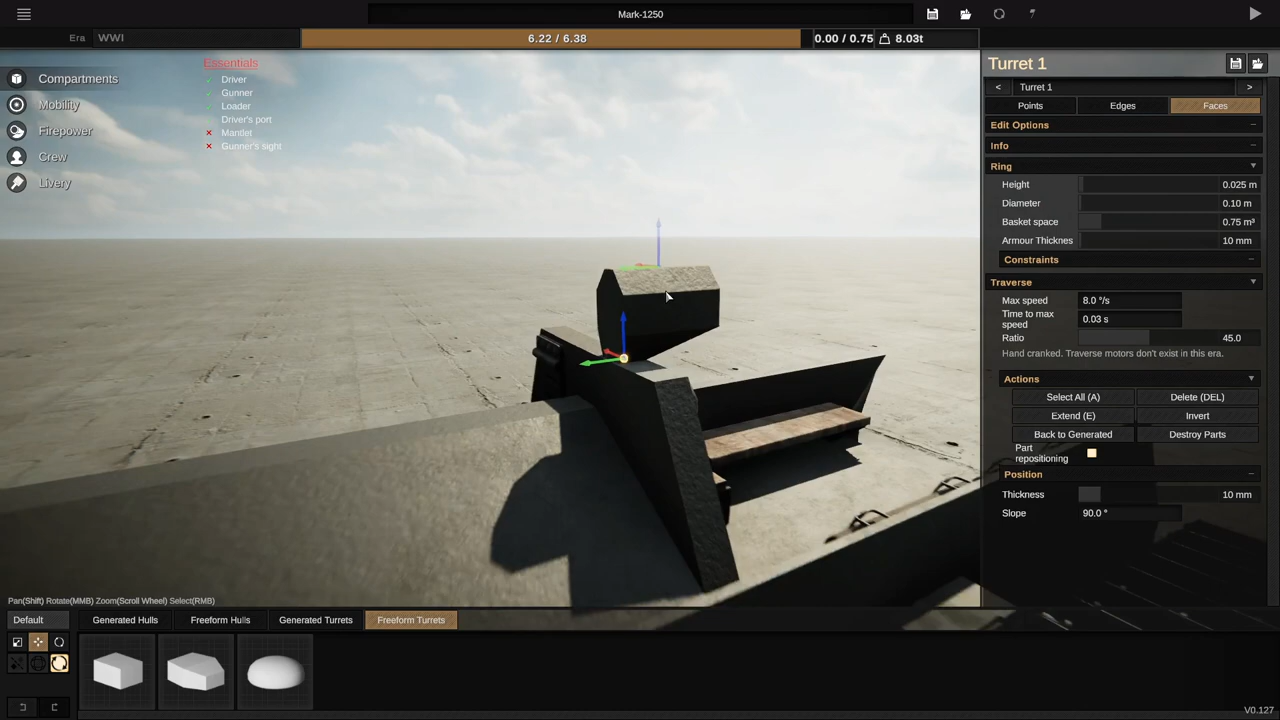 Mark-1250
Era WWI 6.22 / 6.38 0.00 / 0.75 8.03t
Compartments
Mobility
Firepower
Crew
Livery
Essentials
Driver
Gunner
Loader
Driver's port
Mantlet
Gunner's sight
Turret 1
< Turret 1 >
Points Edges Faces
Edit Options
Info
Ring
Height 0.025 m
Diameter 0.10 m
Basket space 0.75 m³
Armour Thicknes 10 mm
Constraints
Traverse
Max speed 8.0 °/s
Time to max speed 0.03 s
Ratio 45.0
Hand cranked. Traverse motors don't exist in this era.
Actions
Select All (A) Delete (DEL)
Extend (E) Invert
Back to Generated Destroy Parts
Part repositioning
Position
Thickness 10 mm
Slope 90.0 °
Pan(Shift) Rotate(MMB) Zoom(Scroll Wheel) Select(RMB)
Default Generated Hulls Freeform Hulls Generated Turrets Freeform Turrets
V0.127